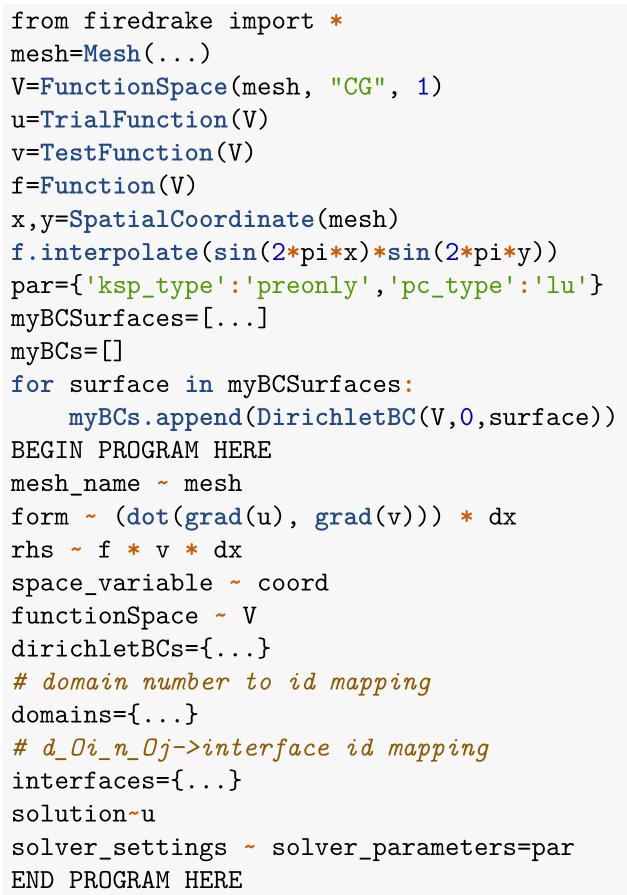 from firedrake import *
mesh=Mesh(...)
V=FunctionSpace(mesh, "CG", 1)
u=TrialFunction(V)
v=TestFunction(V)
f=Function(V)
x,y=SpatialCoordinate(mesh)
f.interpolate(sin(2*pi*x)*sin(2*pi*y))
par={'ksp_type':'preonly','pc_type':'lu'}
myBCSurfaces=[...]
myBCs=[]
for surface in myBCSurfaces:
    myBCs.append(DirichletBC(V,0,surface))
BEGIN PROGRAM HERE
mesh_name ~ mesh
form ~ (dot(grad(u), grad(v))) * dx
rhs ~ f * v * dx
space_variable ~ coord
functionSpace ~ V
dirichletBCs={...}
# domain number to id mapping
domains={...}
# d_Oi_n_Oj->interface id mapping
interfaces={...}
solution~u
solver_settings ~ solver_parameters=par
END PROGRAM HERE